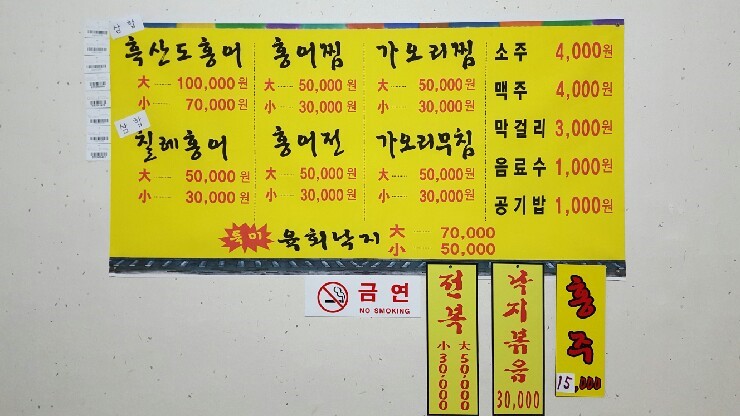 삼합
흑산도홍어
大 100,000원
小 70,000원
홍어찜
大 50,000원
小 30,000원
가오리찜
大 50,000원
小 30,000원
소주 4,000원
맥주 4,000원
막걸리 3,000원
음료수 1,000원
공기밥 1,000원
삼합
칠레홍어
大 50,000원
小 30,000원
홍어전
大 50,000원
小 30,000원
가오리무침
大 50,000원
小 30,000원
특미 육회낙지
大 70,000
小 50,000
금연
NO SMOKING
전복
大 50,000
小 30,000
낙지볶음
30,000
홍주
15,000